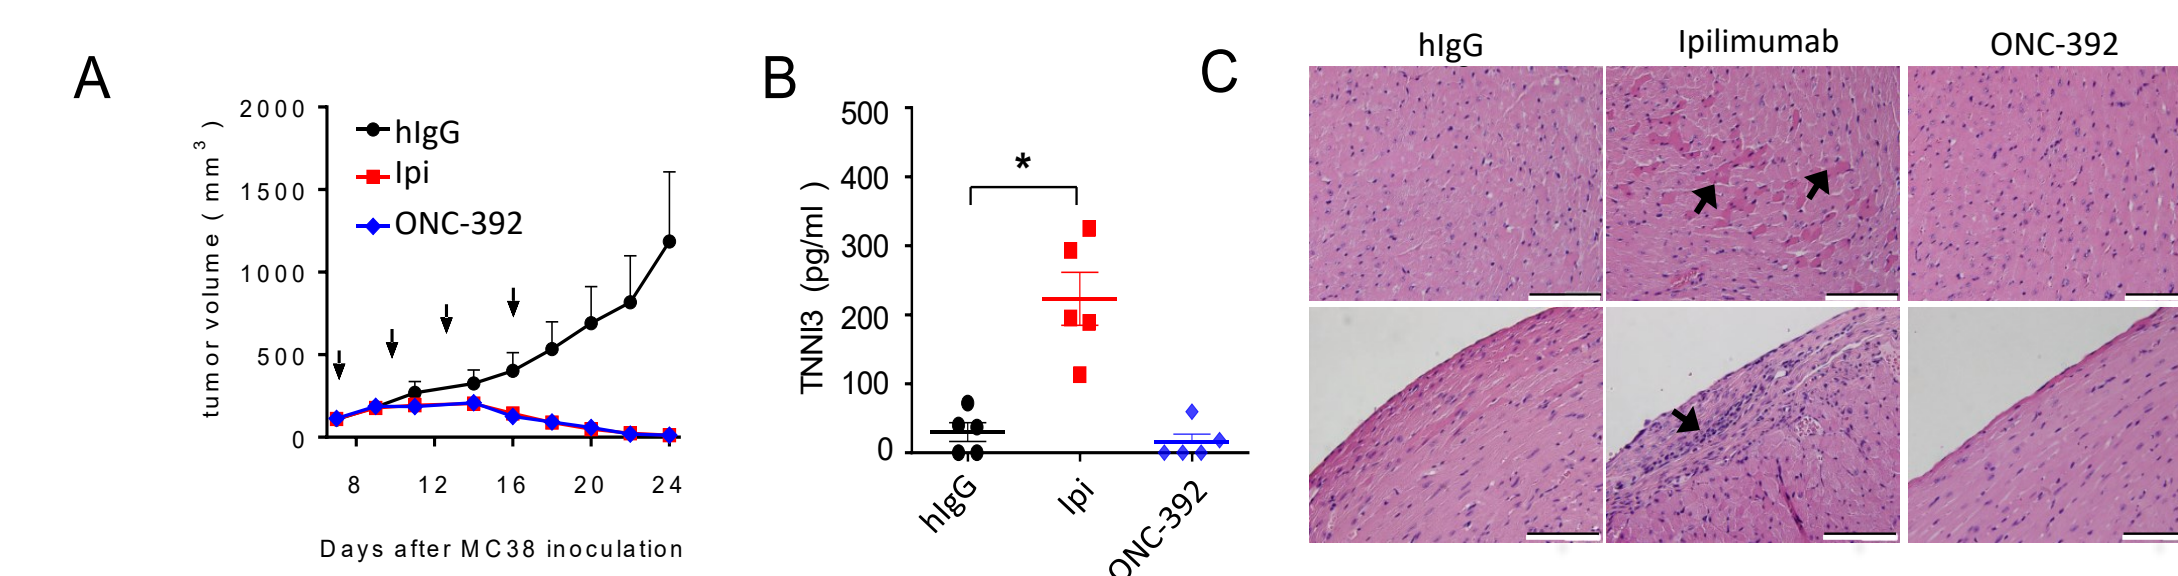 A
tumor volume ( mm3 )
2000
1500
1000
500
0
hIgG
Ipi
ONC-392
8 12 16 20 24
Days after MC38 inoculation
B
TNNI3 (pg/ml )
500
400
300
200
100
0
*
hIgG Ipi ONC-392
C
hIgG Ipilimumab ONC-392